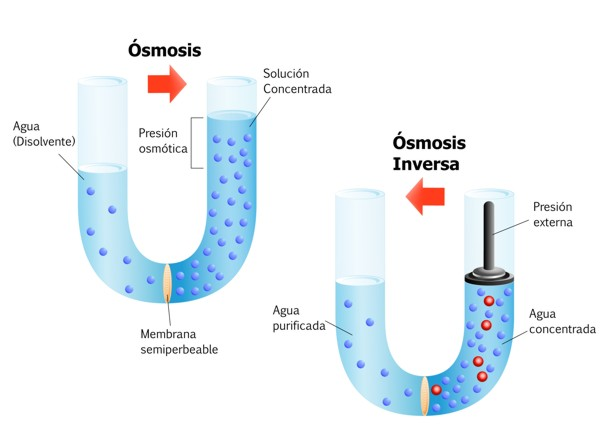 Ósmosis
Solución
Concentrada
Agua
(Disolvente)
Presión
osmótica
Membrana
semiperbeable
Ósmosis
Inversa
Presión
externa
Agua
purificada
Agua
concentrada